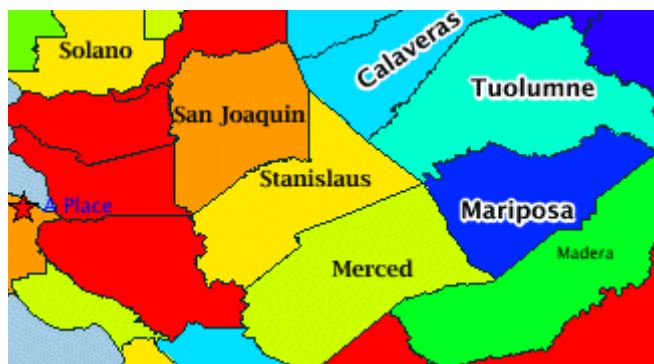 Solano
Calaveras
Tuolumne
San Joaquin
Stanislaus
A Place
Mariposa
Merced
Madera